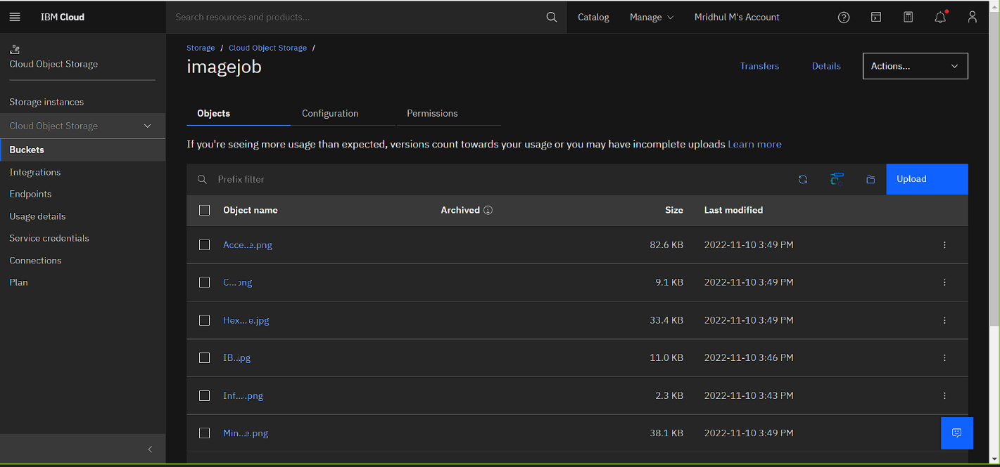 IBM Cloud
Search resources and products...
Catalog
Manage
Mridhul M's Account
Cloud Object Storage
Storage instances
Cloud Object Storage
Buckets
Integrations
Endpoints
Usage details
Service credentials
Connections
Plan
Storage / Cloud Object Storage /
imagejob
Transfers
Details
Actions...
Objects
Configuration
Permissions
If you're seeing more usage than expected, versions count towards your usage or you may have incomplete uploads Learn more
Prefix filter
Upload
Object name Archived Size Last modified
Acce...e.png 82.6 KB 2022-11-10 3:49 PM
9.1 KB 2022-11-10 3:49 PM
Hex...e.jpg 33.4 KB 2022-11-10 3:49 PM
11.0 KB 2022-11-10 3:46 PM
2.3 KB 2022-11-10 3:43 PM
Min...e.png 38.1 KB 2022-11-10 3:49 PM